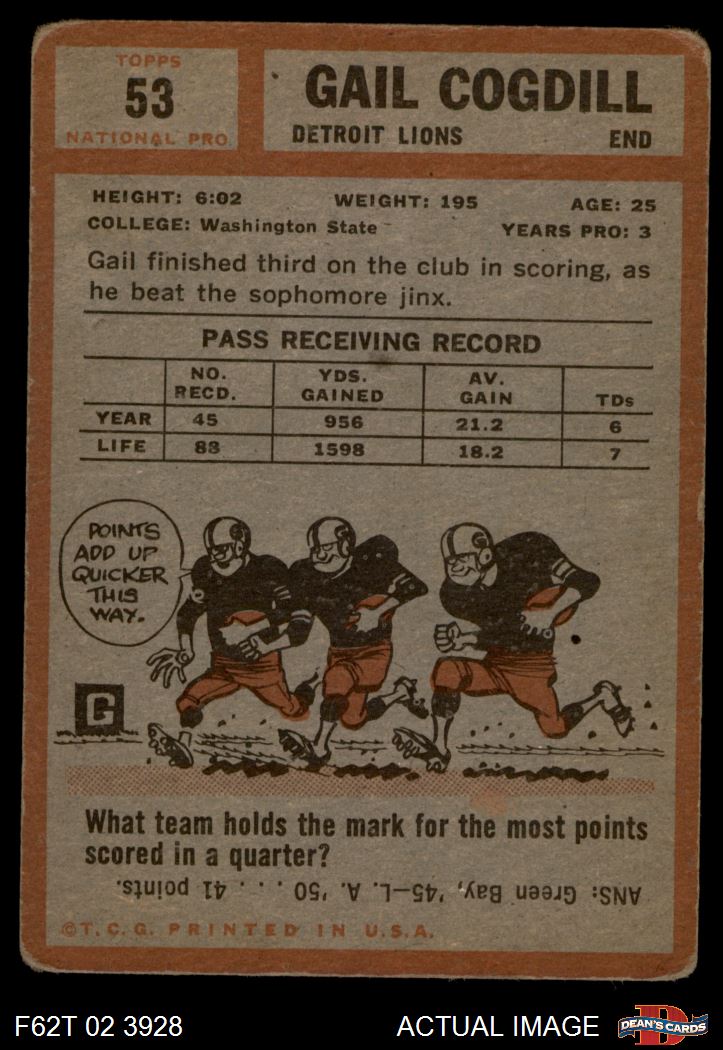 TOPPS
53
NATIONAL PRO
GAIL COGDILL
DETROIT LIONS END
HEIGHT: 6:02 WEIGHT: 195 AGE: 25
COLLEGE: Washington State YEARS PRO: 3
Gail finished third on the club in scoring, as
he beat the sophomore jinx.
PASS RECEIVING RECORD
NO. RECD. YDS. GAINED AV. GAIN TDs
YEAR 45 956 21.2 6
LIFE 83 1598 18.2 7
POINTS
ADD UP
QUICKER
THIS
WAY.
G
What team holds the mark for the most points
scored in a quarter?
ANS: Green Bay, '45—L. A. '50 . . . 41 points.
©T.C.G. PRINTED IN U.S.A.
F62T 02 3928 ACTUAL IMAGE D DEAN'S CARDS